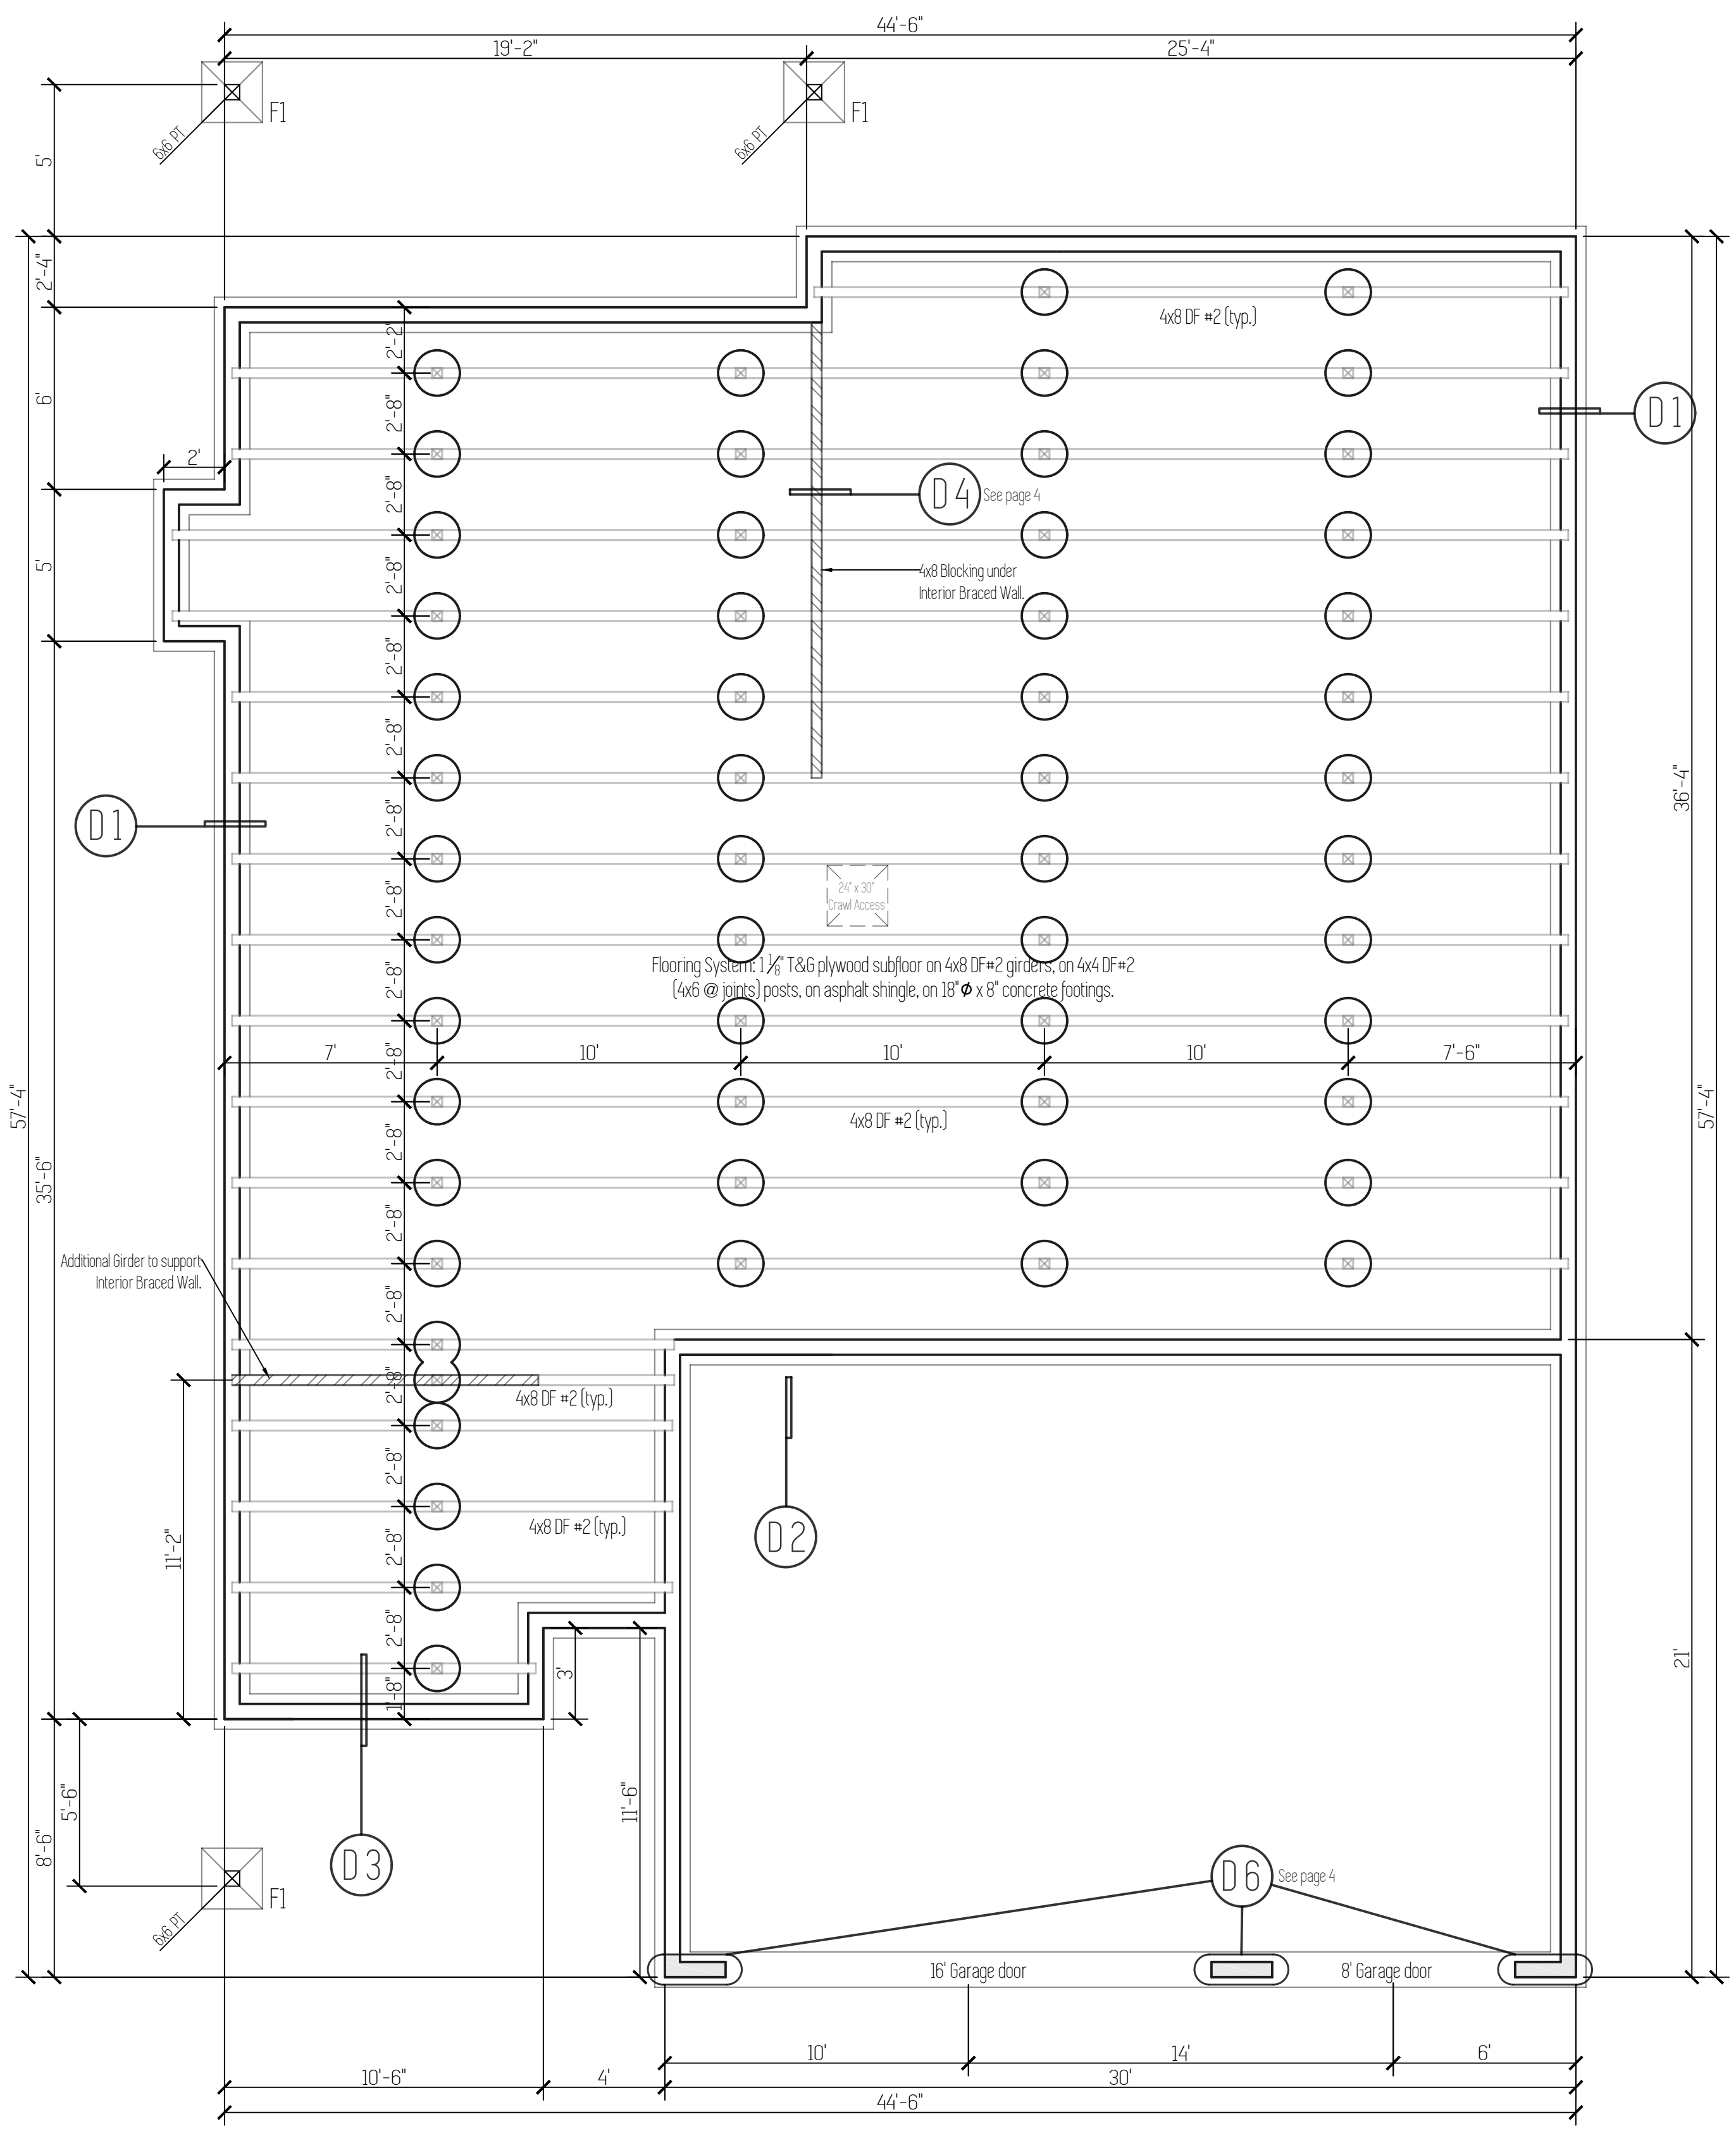 44'-6"
19'-2"
25'-4"
F1
F1
6x6 PT
6x6 PT
5'
2'-4"
2'-2"
4x8 DF #2 (typ.)
6'
2'-8"
D1
2'
2'-8"
D4
See page 4
5'
2'-8"
4x8 Blocking under
Interior Braced Wall.
2'-8"
2'-8"
2'-8"
36'-4"
D1
2'-8"
24" x 30"
Crawl Access
2'-8"
Flooring System: 1 1/8" T&G plywood subfloor on 4x8 DF#2 girders, on 4x4 DF#2
(4x6 @ joints) posts, on asphalt shingle, on 18"Ø x 8" concrete footings.
2'-8"
7'
10'
10'
10'
7'-6"
2'-8"
57'-4"
57'-4"
4x8 DF #2 (typ.)
2'-8"
35'-6"
2'-8"
Additional Girder to support
Interior Braced Wall.
2'-8"
2'-8"
4x8 DF #2 (typ.)
2'-8"
4x8 DF #2 (typ.)
D2
11'-2"
2'-8"
2'-8"
21'
3'
1'-8"
5'-6"
11'-6"
8'-6"
D3
D6
See page 4
F1
6x6 PT
16' Garage door
8' Garage door
10'
14'
6'
10'-6"
4'
30'
44'-6"